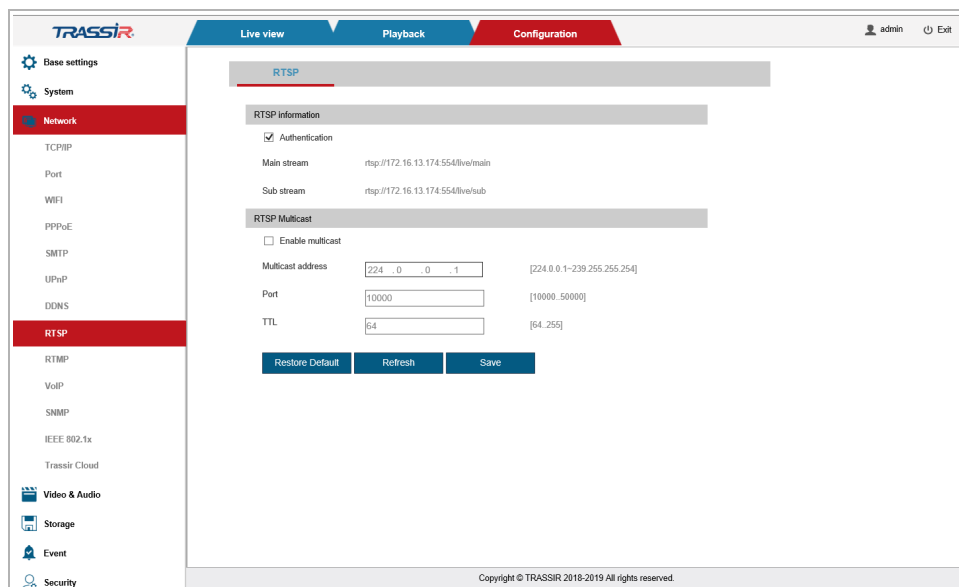 TRASSIR
Live view
Playback
Configuration
admin
Exit
Base settings
System
Network
TCP/IP
Port
WIFI
PPPoE
SMTP
UPnP
DDNS
RTSP
RTMP
VoIP
SNMP
IEEE 802.1x
Trassir Cloud
Video & Audio
Storage
Event
Security
RTSP
RTSP information
Authentication
Main stream rtsp://172.16.13.174:554/live/main
Sub stream rtsp://172.16.13.174:554/live/sub
RTSP Multicast
Enable multicast
Multicast address 224 .0 .0 .1 [224.0.0.1~239.255.255.254]
Port 10000 [10000..50000]
TTL 64 [64..255]
Restore Default Refresh Save
Copyright © TRASSIR 2018-2019 All rights reserved.